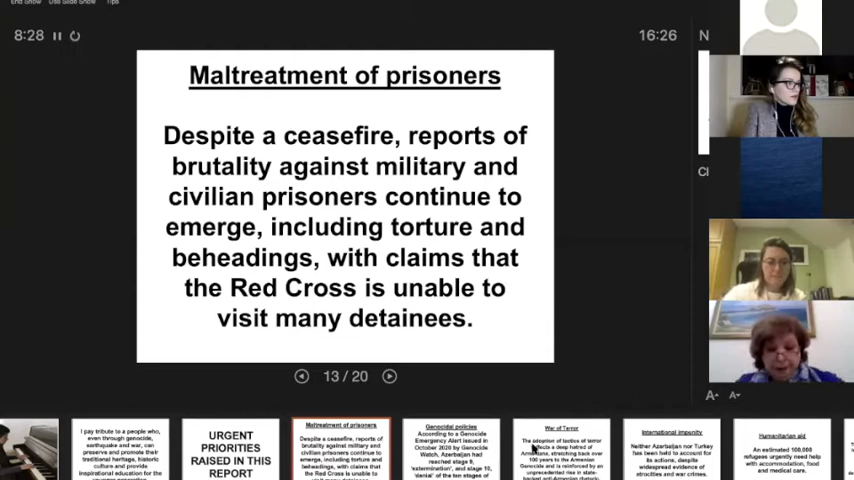 End Show
Use Slide Show
Tips
8:28
16:26
N
Maltreatment of prisoners
Despite a ceasefire, reports of
brutality against military and
civilian prisoners continue to
emerge, including torture and
beheadings, with claims that
the Red Cross is unable to
visit many detainees.
Cl
13 / 20
A A
I pay tribute to a people who,
even through genocide,
earthquake and war, can
preserve and promote their
traditional heritage, historic
culture and provide
inspirational education for the
URGENT
PRIORITIES
RAISED IN THIS
REPORT
Maltreatment of prisoners
Despite a ceasefire, reports of
brutality against military and
civilian prisoners continue to
emerge, including torture and
beheadings, with claims that
the Red Cross is unable to
Genocidal policies
According to a Genocide
Emergency Alert issued in
October 2020 by Genocide
Watch, Azerbaijan had
reached stage 9,
'extermination', and stage 10,
'denial' of the ten stages of
War of Terror
The adoption of tactics of terror
reflects a deep hatred of
Armenians, stretching back over
100 years to the Armenian
Genocide and is reinforced by an
unprecedented rise in state-
backed anti-Armenian rhetoric
International impunity
Neither Azerbaijan nor Turkey
has been held to account for
its actions, despite
widespread evidence of
atrocities and war crimes.
Humanitarian aid
An estimated 100,000
refugees urgently need help
with accommodation, food
and medical care.